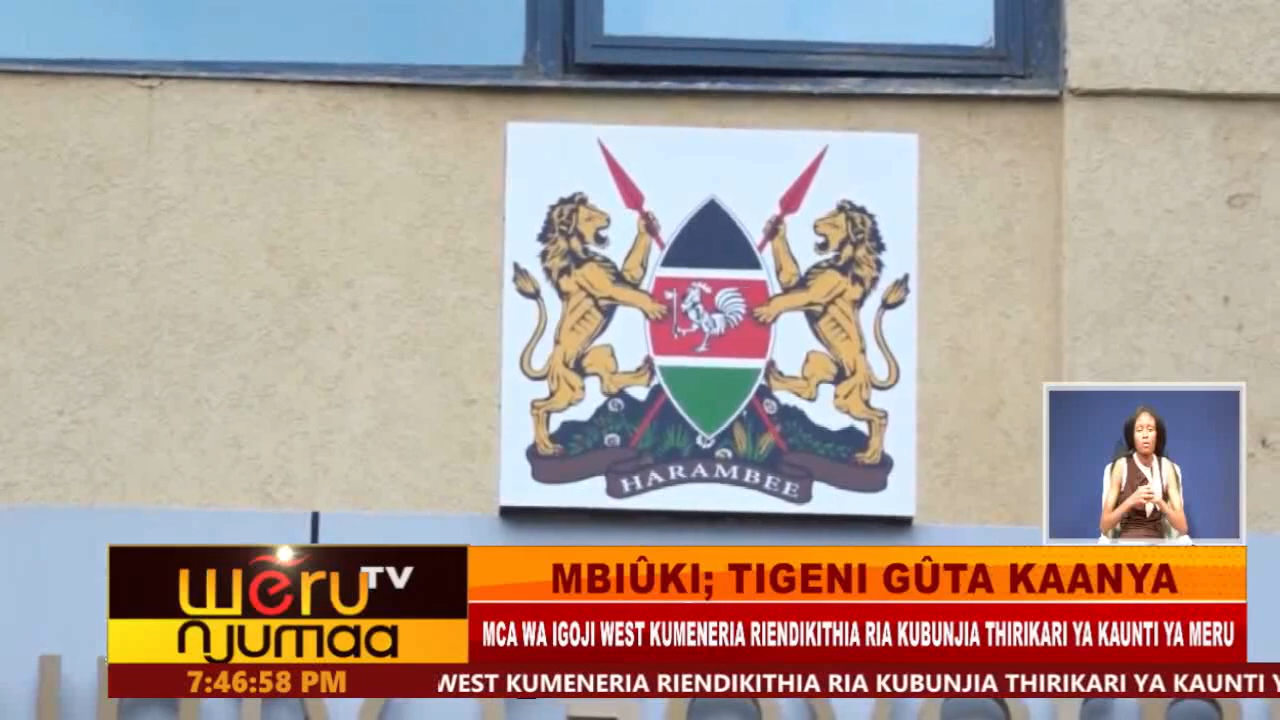 HARAMBEE
weru TV
njumaa
MBIÛKI; TIGENI GÛTA KAANYA
MCA WA IGOJI WEST KUMENERIA RIENDIKITHIA RIA KUBUNJIA THIRIKARI YA KAUNTI YA MERU
7:46:58 PM
WEST KUMENERIA RIENDIKITHIA RIA KUBUNJIA THIRIKARI YA KAUNTI Y